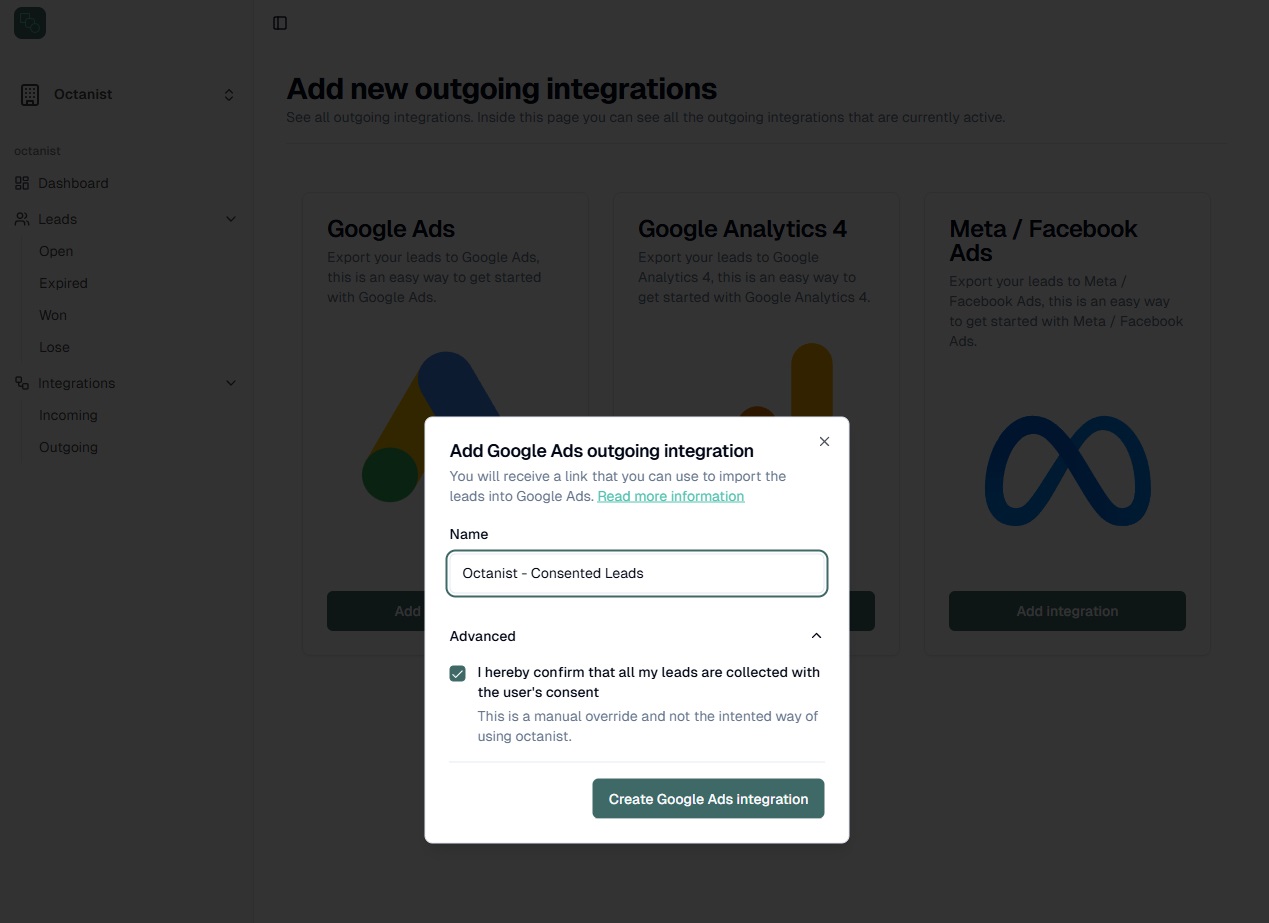 Octanist
octanist
Dashboard
Leads
Open
Expired
Won
Lose
Integrations
Incoming
Outgoing
Add new outgoing integrations
See all outgoing integrations. Inside this page you can see all the outgoing integrations that are currently active.
Google Ads
Export your leads to Google Ads,
this is an easy way to get started
with Google Ads.
Add
Google Analytics 4
Export your leads to Google
Analytics 4, this is an easy way to
get started with Google Analytics 4.
Meta / Facebook
Ads
Export your leads to Meta /
Facebook Ads, this is an easy way
to get started with Meta / Facebook
Ads.
Add integration
Add Google Ads outgoing integration
You will receive a link that you can use to import the
leads into Google Ads. Read more information
Name
Octanist - Consented Leads
Advanced
I hereby confirm that all my leads are collected with
the user's consent
This is a manual override and not the intented way of
using octanist.
Create Google Ads integration